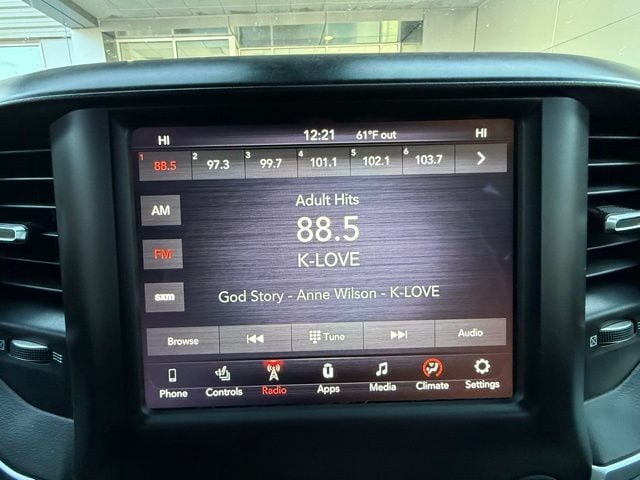 HI 12:21 61°F out HI
1 88.5 2 97.3 3 99.7 4 101.1 5 102.1 6 103.7
AM
FM
sxm
Adult Hits
88.5
K-LOVE
God Story - Anne Wilson - K-LOVE
Browse Tune Audio
Phone Controls Radio Apps Media Climate Settings